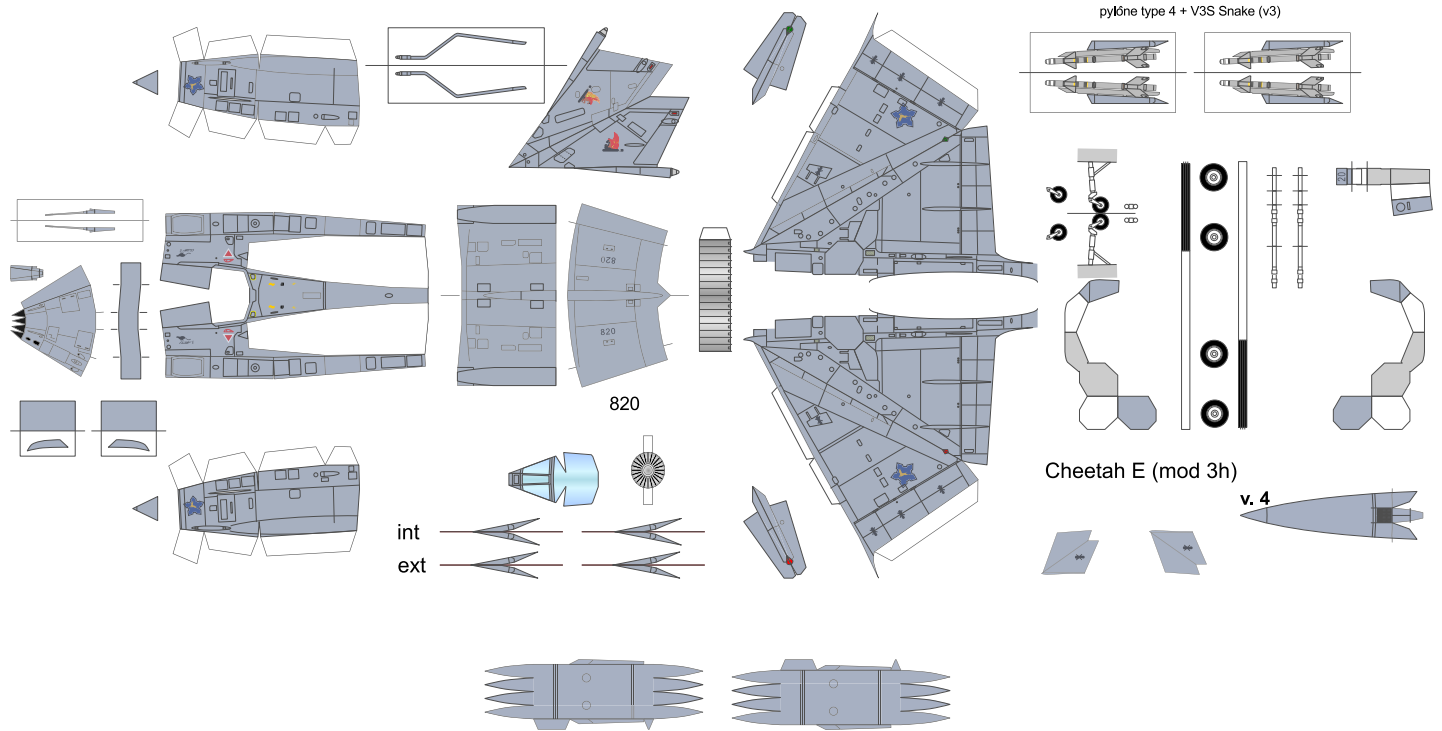 pylône type 4 + V3S Snake (v3)
20
820
820
820
Cheetah E (mod 3h)
v. 4
int
ext